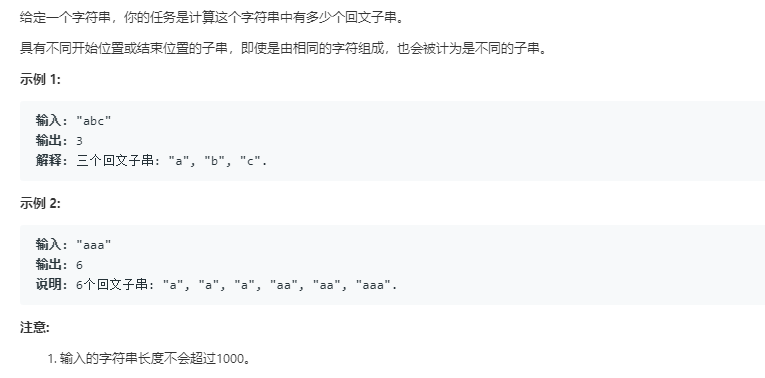 给定一个字符串，你的任务是计算这个字符串中有多少个回文子串。
具有不同开始位置或结束位置的子串，即使是由相同的字符组成，也会被计为是不同的子串。
示例 1:
输入: "abc"
输出: 3
解释: 三个回文子串: "a", "b", "c".
示例 2:
输入: "aaa"
输出: 6
说明: 6个回文子串: "a", "a", "a", "aa", "aa", "aaa".
注意:
1. 输入的字符串长度不会超过1000。